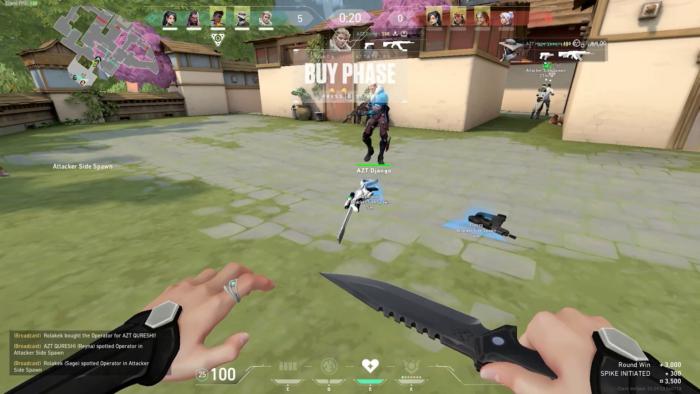 5
0:20
0
BUY PHASE
AZT Django
Attacker Side Spawn
(Broadcast) Rolakek bought the Operator for AZT QURESHI!
(Broadcast) AZT QURESHI (Reyna) spotted Operator in
Attacker Side Spawn
(Broadcast) Rolakek (Sage) spotted Operator in Attacker
Side Spawn
25 100
C
Q
E
X
Round Win + 3,000
SPIKE INITIATED + 300
¤ 3,500